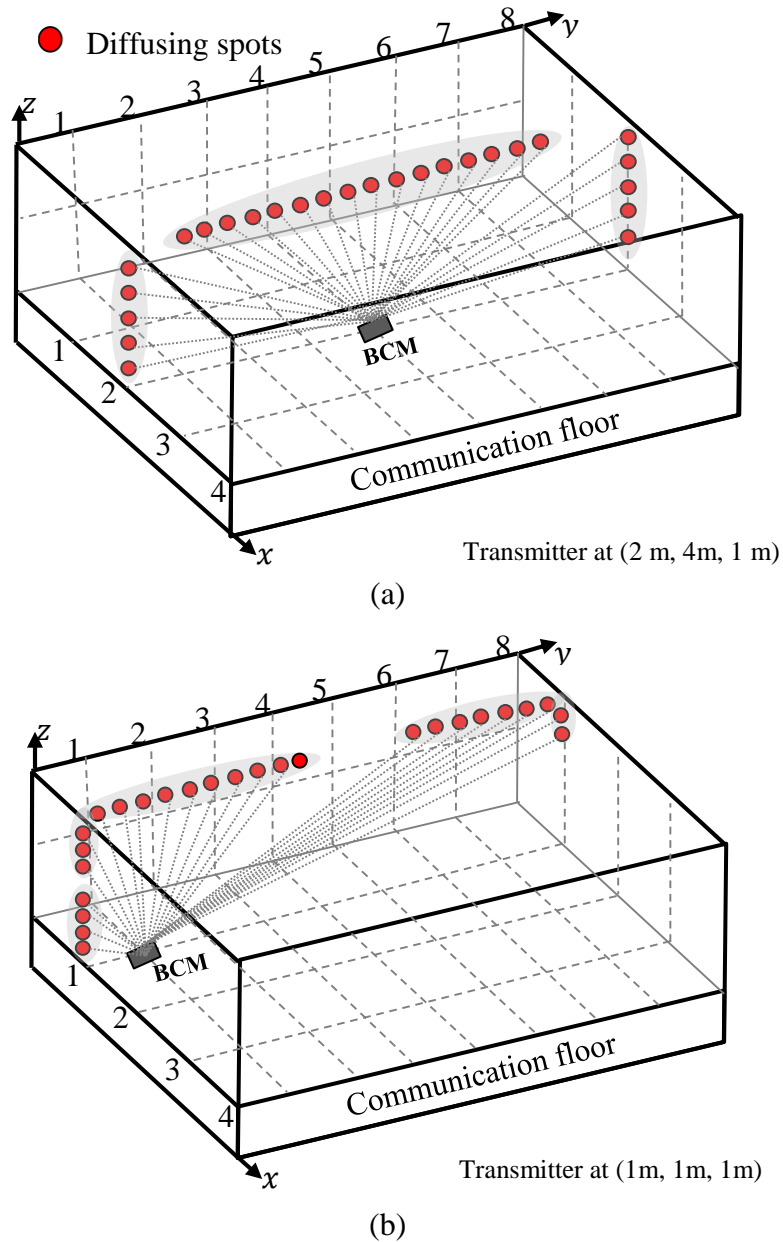 Diffusing spots
z
1
2
3
4
5
6
7
8
y
BCM
1
2
3
4
x
Communication floor
Transmitter at (2 m, 4m, 1 m)
(a)
z
1
2
3
4
5
6
7
8
y
BCM
1
2
3
4
x
Communication floor
Transmitter at (1m, 1m, 1m)
(b)